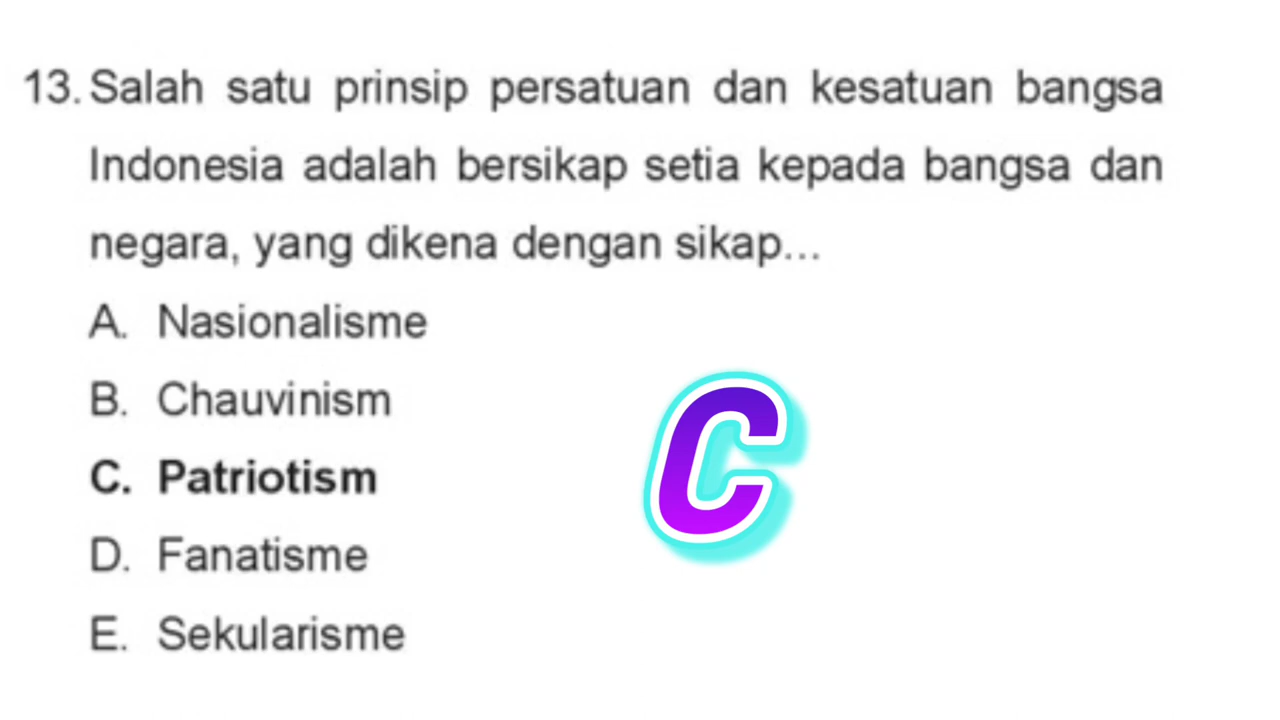 13. Salah satu prinsip persatuan dan kesatuan bangsa
Indonesia adalah bersikap setia kepada bangsa dan
negara, yang dikena dengan sikap...
A. Nasionalisme
B. Chauvinism
C. Patriotism
D. Fanatisme
E. Sekularisme
C